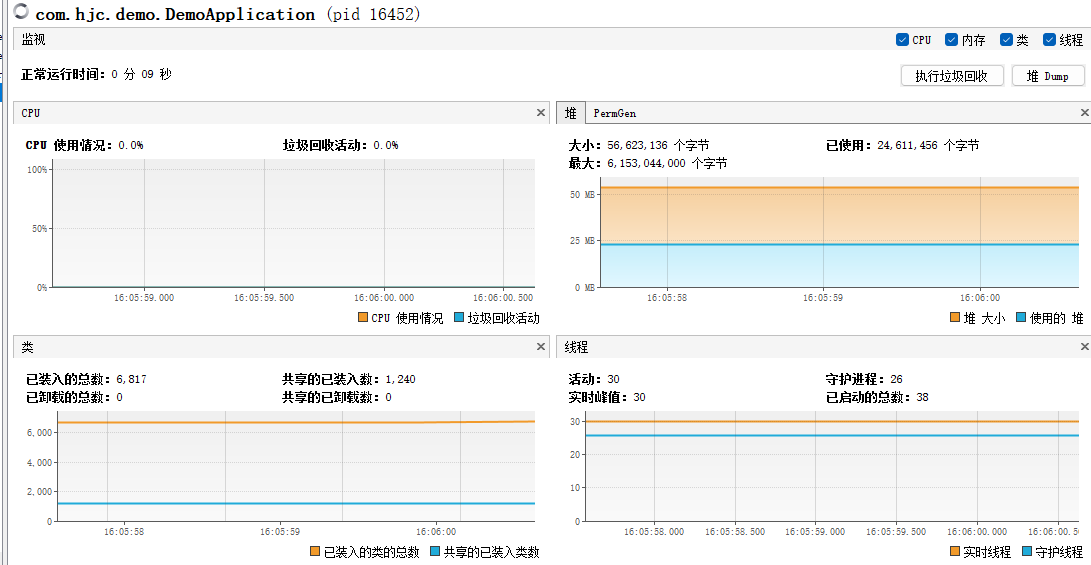 com.hjc.demo.DemoApplication (pid 16452)
监视
CPU 内存 类 线程
正常运行时间: 0 分 09 秒
执行垃圾回收 堆 Dump
CPU
CPU 使用情况: 0.0% 垃圾回收活动: 0.0%
100%
50%
0%
16:05:59.000 16:05:59.500 16:06:00.000 16:06:00.500
CPU 使用情况 垃圾回收活动
堆 PermGen
大小: 56,623,136 个字节 已使用: 24,611,456 个字节
最大: 6,153,044,000 个字节
50 MB
25 MB
0 MB
16:05:58 16:05:59 16:06:00
堆 大小 使用的 堆
类
已装入的总数: 6,817 共享的已装入数: 1,240
已卸载的总数: 0 共享的已卸载数: 0
6,000
4,000
2,000
0
16:05:58 16:05:59 16:06:00
已装入的类的总数 共享的已装入类数
线程
活动: 30 守护进程: 26
实时峰值: 30 已启动的总数: 38
30
20
10
0
16:05:58.000 16:05:58.500 16:05:59.000 16:05:59.500 16:06:00.000 16:06:00.5
实时线程 守护线程